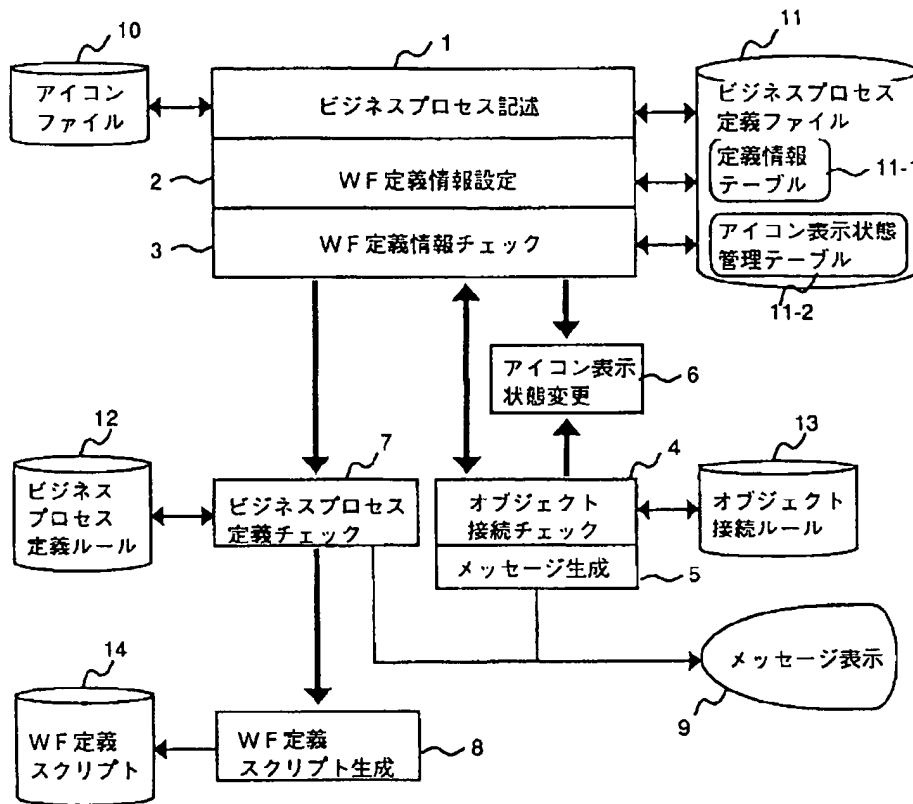 10
1
11
アイコン
ファイル
ビジネスプロセス記述
ビジネスプロセス
定義ファイル
2
WF定義情報設定
定義情報
テーブル
11-1
3
WF定義情報チェック
アイコン表示状態
管理テーブル
11-2
アイコン表示
状態変更
6
12
7
4
13
ビジネス
プロセス
定義ルール
ビジネスプロセス
定義チェック
オブジェクト
接続チェック
オブジェクト
接続ルール
メッセージ生成
5
14
メッセージ表示
9
WF定義
スクリプト
WF定義
スクリプト生成
8